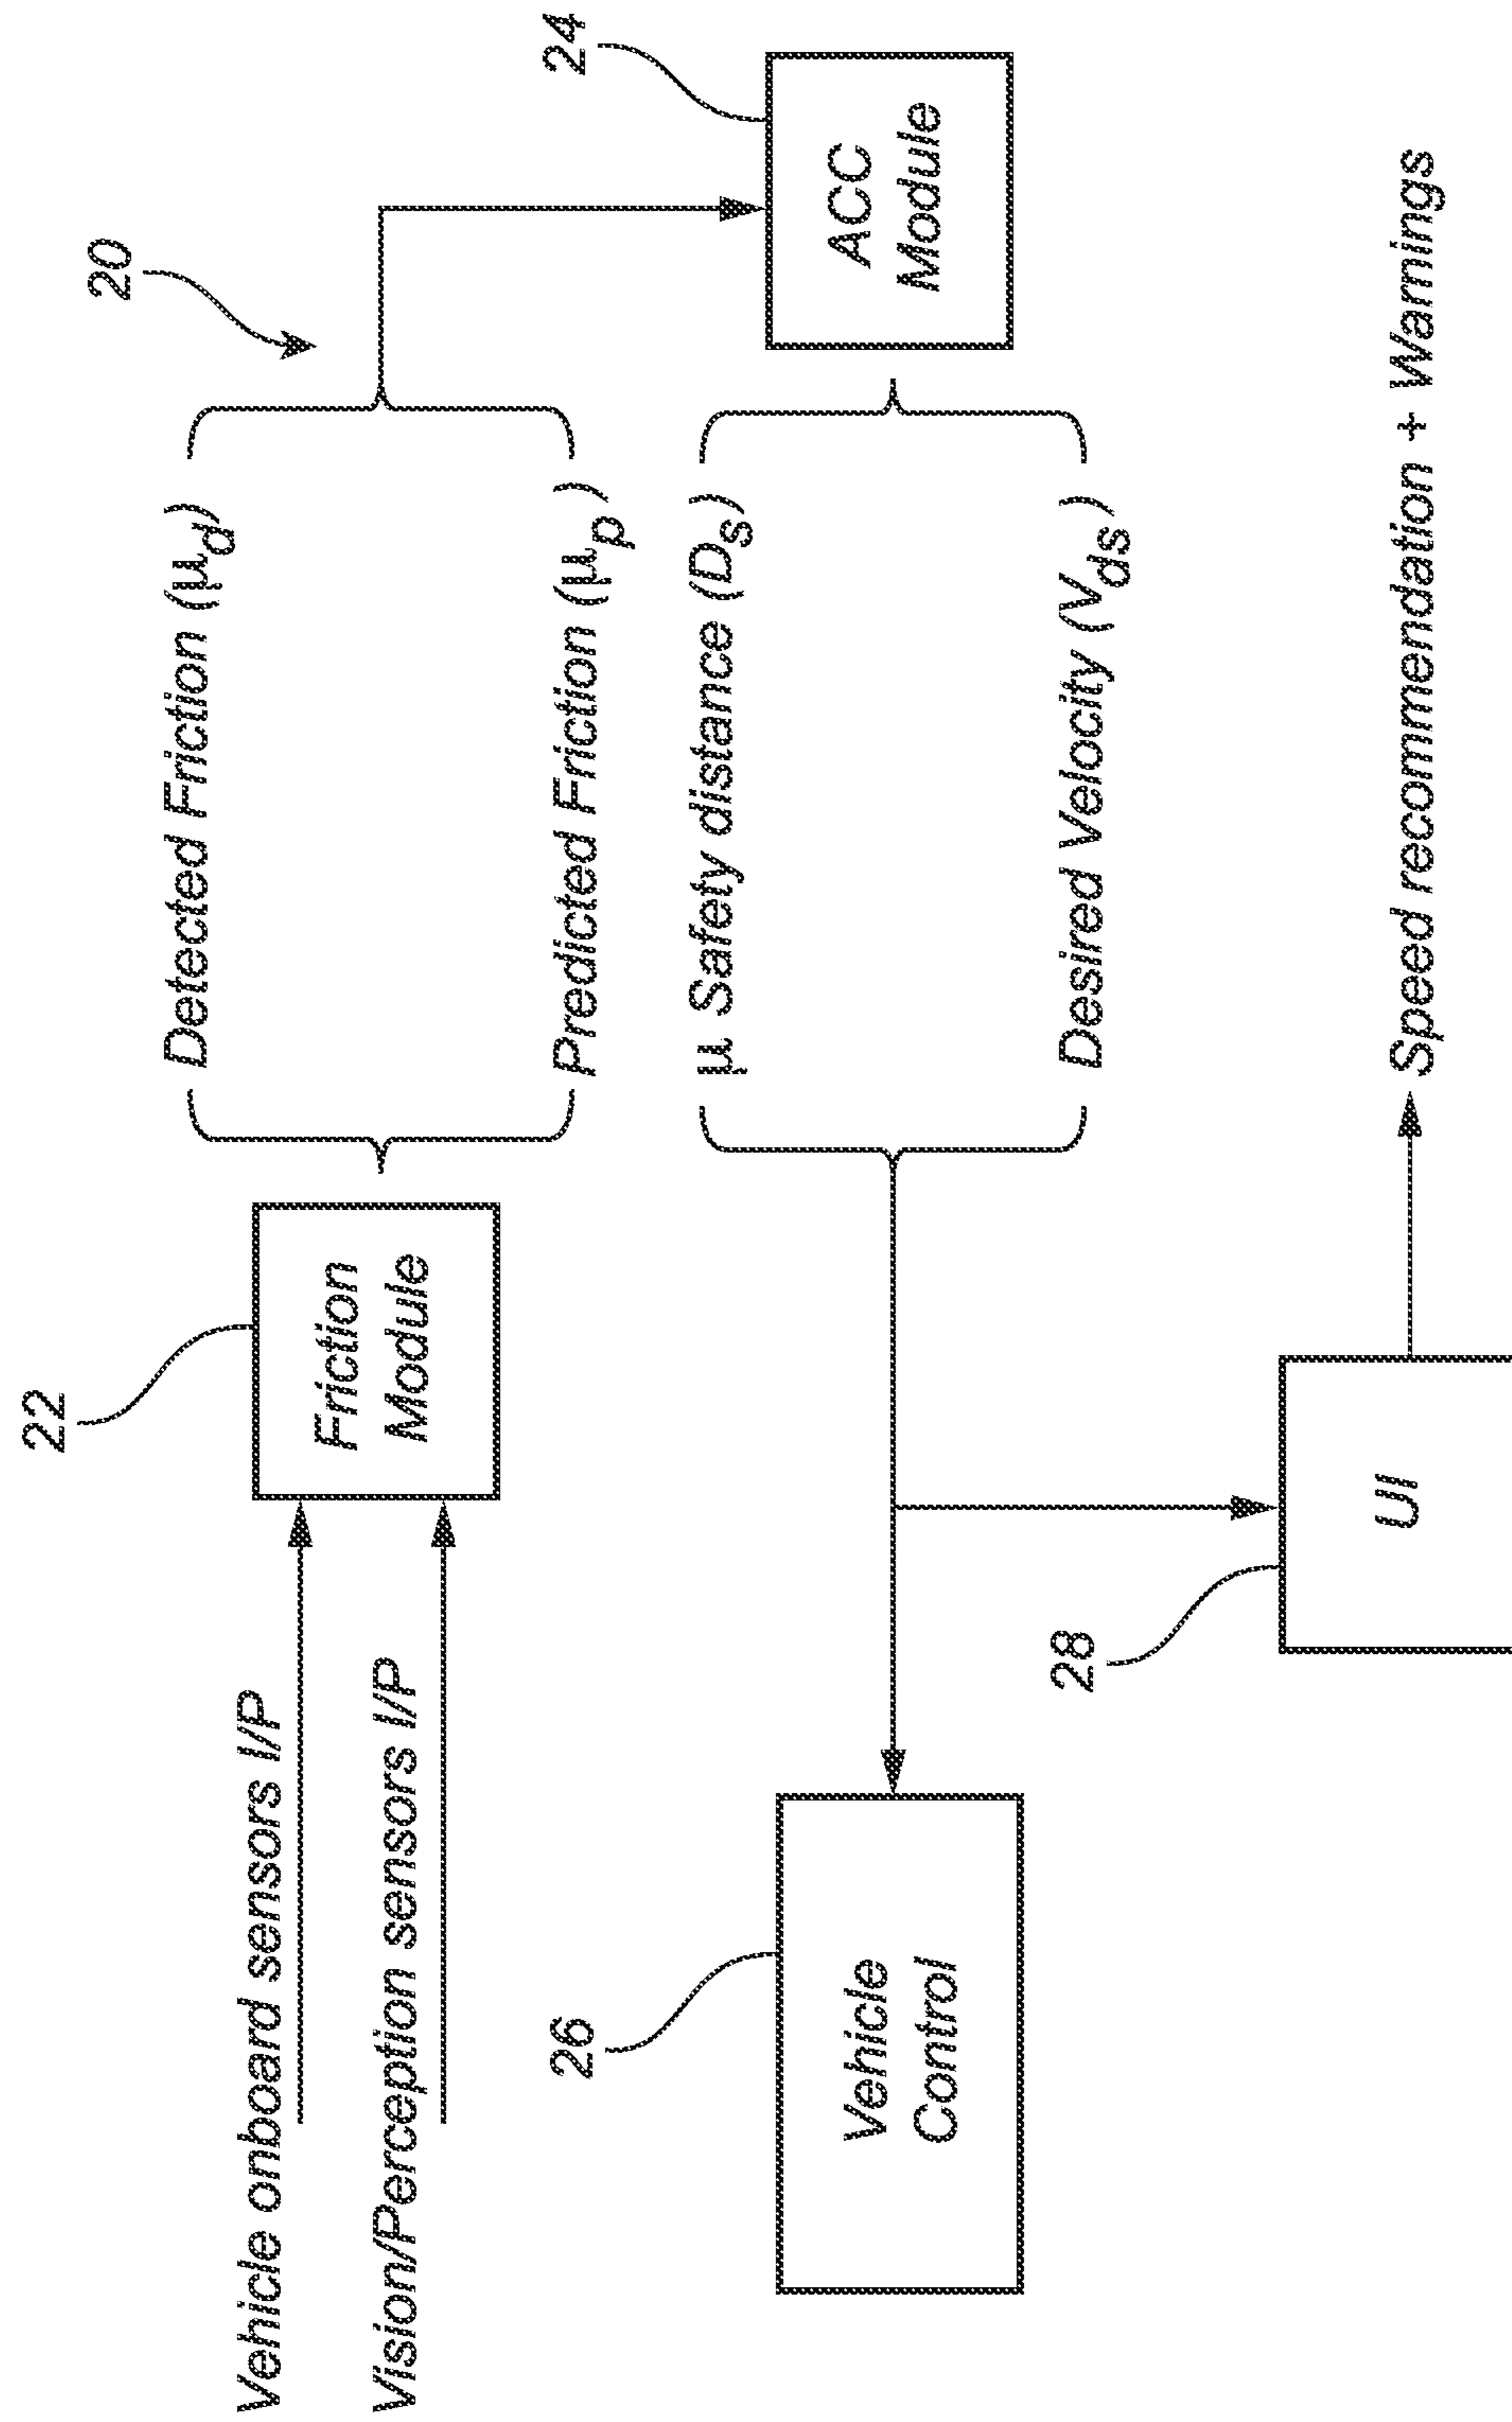 20
22
Vehicle onboard sensors I/P
Vision/Perception sensors I/P
Friction
Module
Detected Friction (μd)
Predicted Friction (μp)
24
ACC
Module
μ Safety distance (Ds)
Desired Velocity (Vds)
26
Vehicle
Control
28
UI
Speed recommendation + Warnings